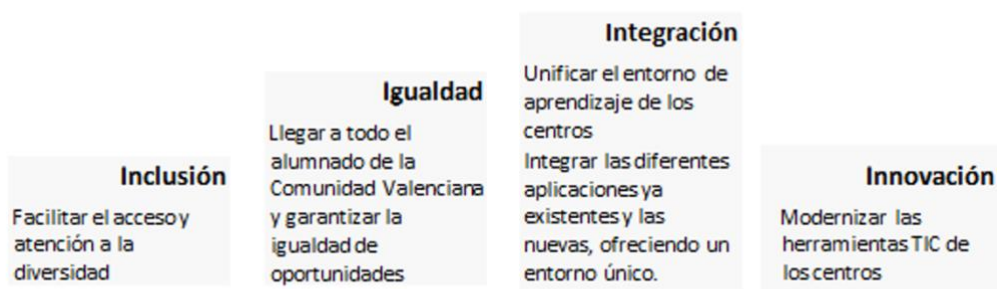 Inclusión
Facilitar el acceso y
atención a la
diversidad
Igualdad
Llegar a todo el
alumnado de la
Comunidad Valenciana
y garantizar la
igualdad de
oportunidades
Integración
Unificar el entorno de
aprendizaje de los
centros
Integrar las diferentes
aplicaciones ya
existentes y las
nuevas, ofreciendo un
entorno único.
Innovación
Modernizar las
herramientas TIC de
los centros